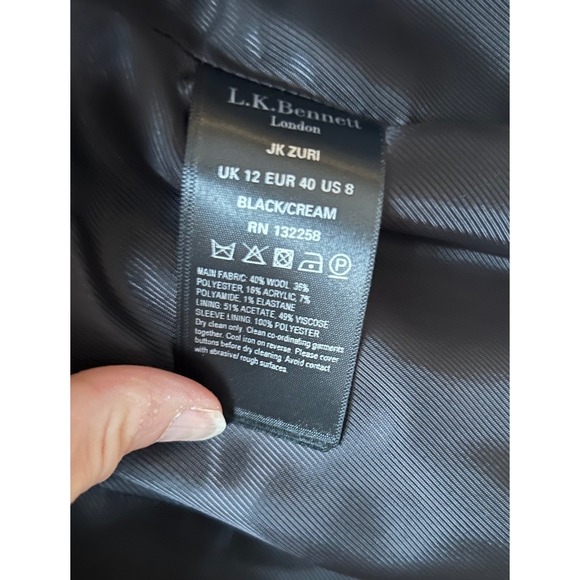 L.K.Bennett
London
JK ZURI
UK 12 EUR 40 US 8
BLACK/CREAM
RN 132258
P
MAIN FABRIC: 40% WOOL, 36%
POLYESTER, 16% ACRYLIC, 7%
POLYAMIDE, 1% ELASTANE
LINING: 51% ACETATE, 49% VISCOSE
SLEEVE LINING: 100% POLYESTER
Dry clean only. Clean co-ordinating garments
together. Cool iron on reverse. Please cover
buttons before dry cleaning. Avoid contact
with abrasive/ rough surfaces.